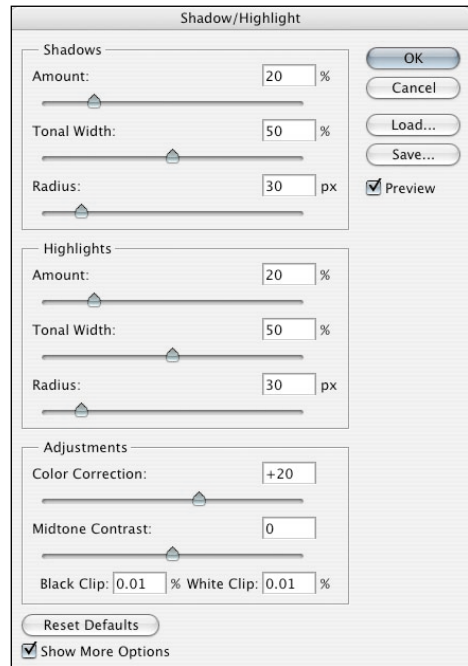 Shadow/Highlight
Shadows
Amount: 20 %
Tonal Width: 50 %
Radius: 30 px
Highlights
Amount: 20 %
Tonal Width: 50 %
Radius: 30 px
Adjustments
Color Correction: +20
Midtone Contrast: 0
Black Clip: 0.01 % White Clip: 0.01 %
Reset Defaults
Show More Options
OK
Cancel
Load...
Save...
Preview